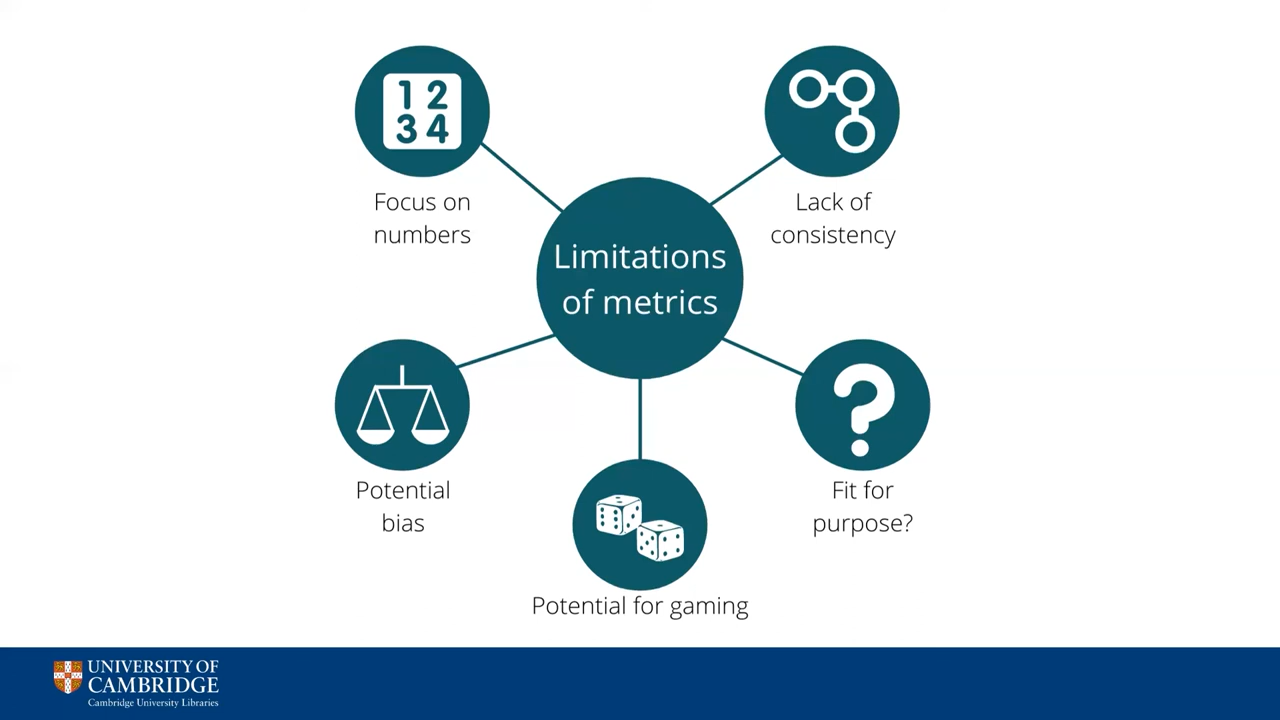 1 2
3 4
Focus on
numbers
Lack of
consistency
Limitations
of metrics
Potential
bias
Fit for
purpose?
Potential for gaming
UNIVERSITY OF
CAMBRIDGE
Cambridge University Libraries